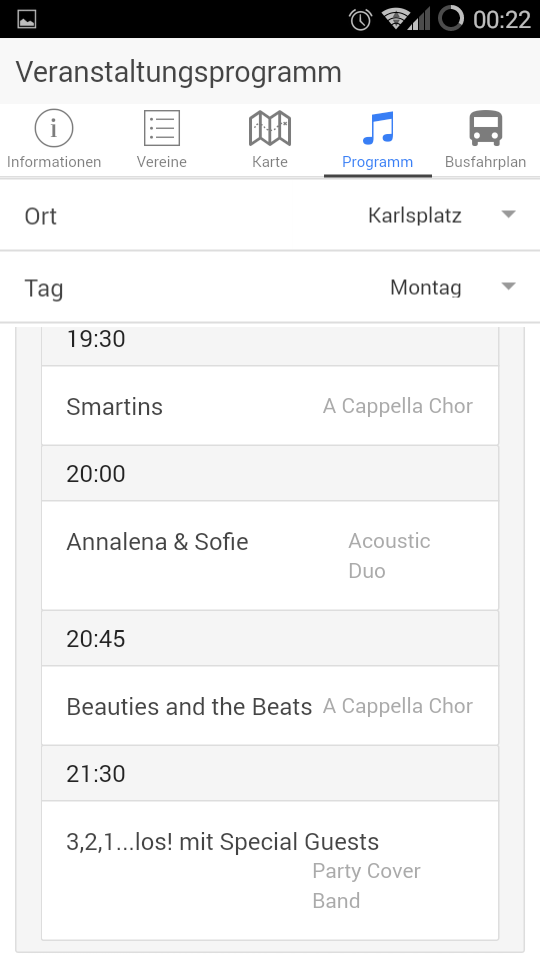 00:22
Veranstaltungsprogramm
Informationen Vereine Karte Programm Busfahrplan
Ort Karlsplatz
Tag Montag
19:30
Smartins A Cappella Chor
20:00
Annalena & Sofie Acoustic
Duo
20:45
Beauties and the Beats A Cappella Chor
21:30
3,2,1...los! mit Special Guests
Party Cover
Band